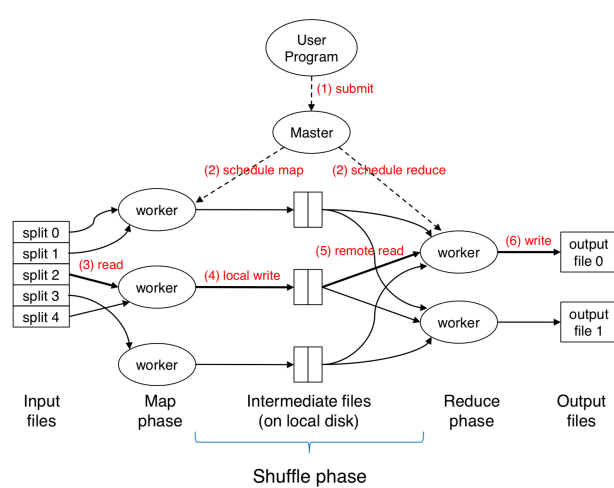 User
Program
(1) submit
Master
(2) schedule map
(2) schedule reduce
worker
split 0
split 1
split 2
split 3
split 4
(3) read
worker
(4) local write
(5) remote read
worker
(6) write
output
file 0
worker
output
file 1
worker
Input
files
Map
phase
Intermediate files
(on local disk)
Reduce
phase
Output
files
Shuffle phase